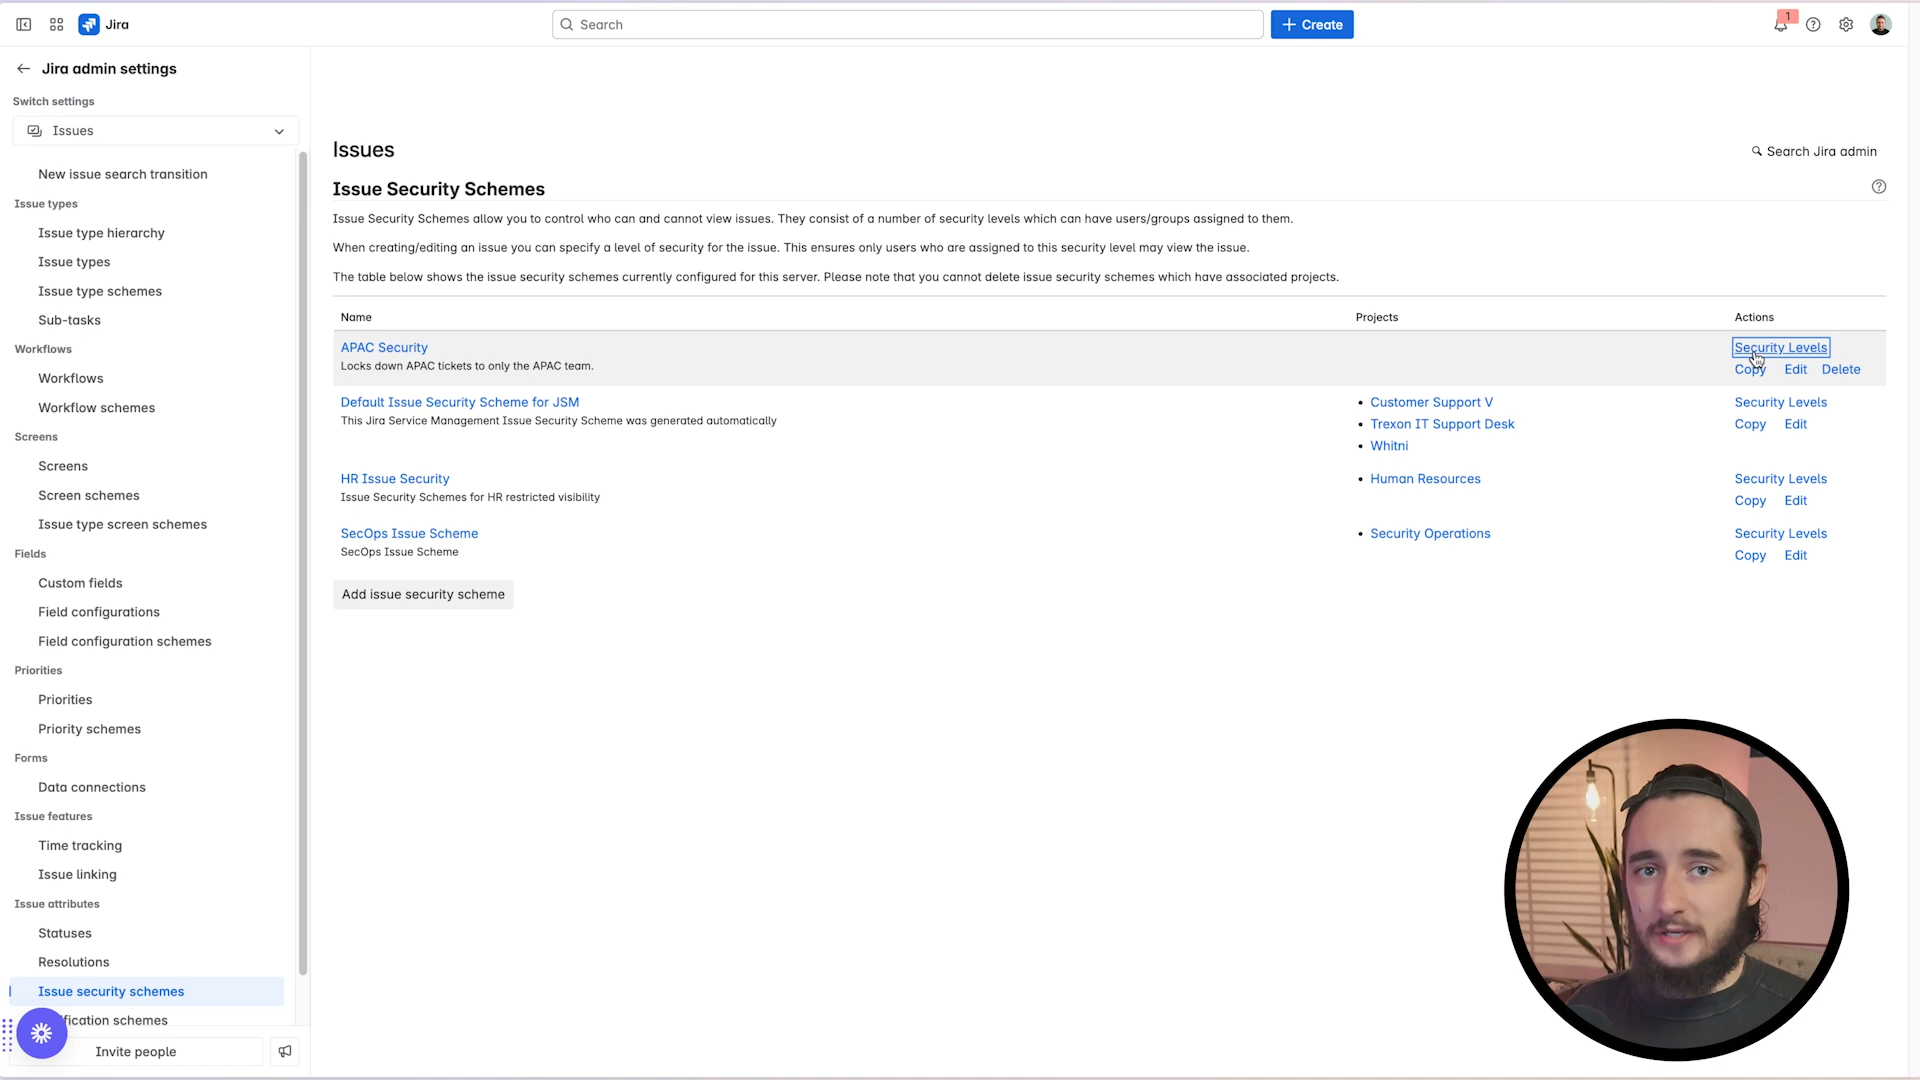 Jira
Search
Create
1
Jira admin settings
Switch settings
Issues
New issue search transition
Issue types
Issue type hierarchy
Issue types
Issue type schemes
Sub-tasks
Workflows
Workflows
Workflow schemes
Screens
Screens
Screen schemes
Issue type screen schemes
Fields
Custom fields
Field configurations
Field configuration schemes
Priorities
Priorities
Priority schemes
Forms
Data connections
Issue features
Time tracking
Issue linking
Issue attributes
Statuses
Resolutions
Issue security schemes
fication schemes
Invite people
Issues
Search Jira admin
Issue Security Schemes
Issue Security Schemes allow you to control who can and cannot view issues. They consist of a number of security levels which can have users/groups assigned to them.
When creating/editing an issue you can specify a level of security for the issue. This ensures only users who are assigned to this security level may view the issue.
The table below shows the issue security schemes currently configured for this server. Please note that you cannot delete issue security schemes which have associated projects.
Name Projects Actions
APAC Security Security Levels
Locks down APAC tickets to only the APAC team. Copy Edit Delete
Default Issue Security Scheme for JSM • Customer Support V Security Levels
This Jira Service Management Issue Security Scheme was generated automatically • Trexon IT Support Desk Copy Edit
• Whitni
HR Issue Security • Human Resources Security Levels
Issue Security Schemes for HR restricted visibility Copy Edit
SecOps Issue Scheme • Security Operations Security Levels
SecOps Issue Scheme Copy Edit
Add issue security scheme